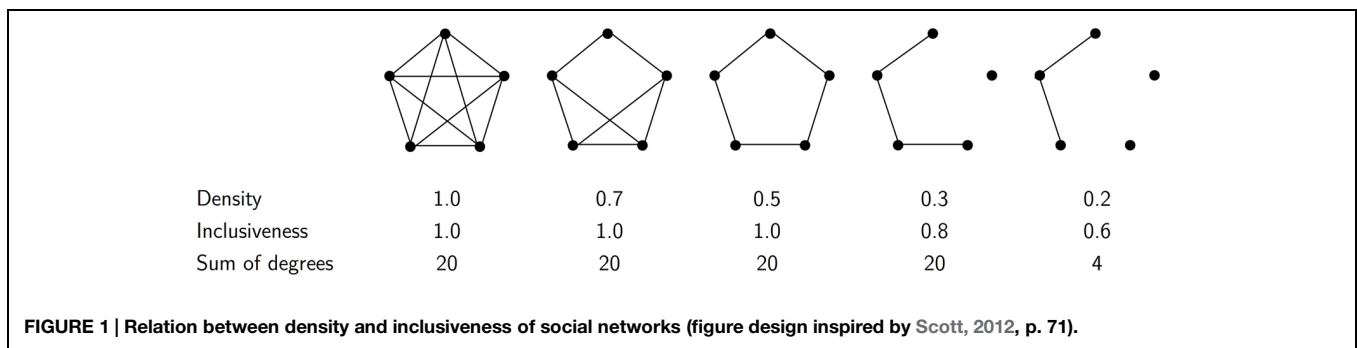 Density 1.0 0.7 0.5 0.3 0.2
Inclusiveness 1.0 1.0 1.0 0.8 0.6
Sum of degrees 20 20 20 20 4
FIGURE 1 | Relation between density and inclusiveness of social networks (figure design inspired by Scott, 2012, p. 71).